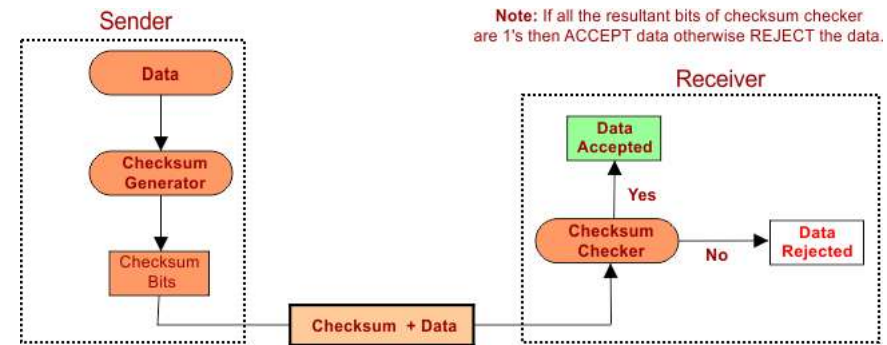 Sender
Note: If all the resultant bits of checksum checker
are 1's then ACCEPT data otherwise REJECT the data.
Receiver
Data
Checksum
Generator
Checksum
Bits
Checksum + Data
Data
Accepted
Yes
Checksum
Checker
No
Data
Rejected